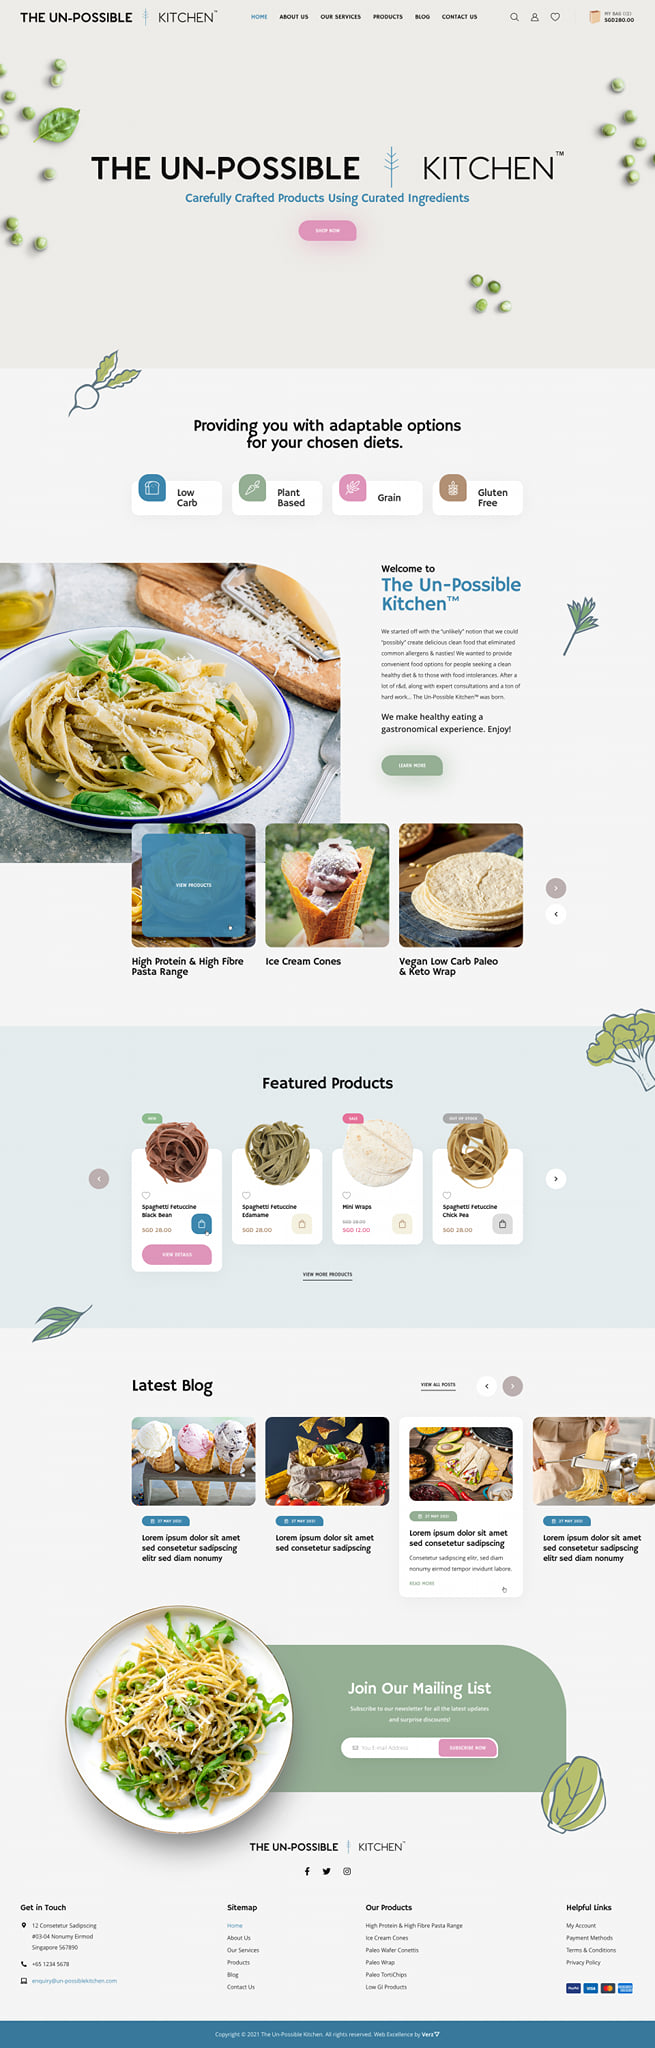 THE UN-POSSIBLE KITCHEN™
HOME ABOUT US OUR SERVICES PRODUCTS BLOG CONTACT US
MY BAG (12)
SGD280.00
THE UN-POSSIBLE KITCHEN™
Carefully Crafted Products Using Curated Ingredients
SHOP NOW
Providing you with adaptable options
for your chosen diets.
Low
Carb
Plant
Based
Grain
Gluten
Free
Welcome to
The Un-Possible
Kitchen™
We started off with the "unlikely" notion that we could
"possibly" create delicious clean food that eliminated
common allergens & nasties! We wanted to provide
convenient food options for people seeking a clean
healthy diet & to those with food intolerances. After a
lot of r&d, along with expert consultations and a ton of
hard work... The Un-Possible Kitchen™ was born.
We make healthy eating a
gastronomical experience. Enjoy!
LEARN MORE
VIEW PRODUCTS
High Protein & High Fibre
Pasta Range
Ice Cream Cones
Vegan Low Carb Paleo
& Keto Wrap
Featured Products
NEW
Spaghetti Fetuccine
Black Bean
SGD 28.00
VIEW DETAILS
Spaghetti Fetuccine
Edamame
SGD 28.00
SALE
Mini Wraps
SGD 28.00
SGD 12.00
OUT OF STOCK
Spaghetti Fetuccine
Chick Pea
SGD 28.00
VIEW MORE PRODUCTS
Latest Blog
VIEW ALL POSTS
27 MAY 2021
Lorem ipsum dolor sit amet
sed consetetur sadipscing
elitr sed diam nonumy
27 MAY 2021
Lorem ipsum dolor sit amet
sed consetetur sadipscing
27 MAY 2021
Lorem ipsum dolor sit amet
sed consetetur sadipscing
Consetetur sadipscing elitr, sed diam
nonumy eirmod tempor invidunt labore.
READ MORE
27 MAY 2021
Lorem ipsum dolor sit amet
sed consetetur sadipscing
elitr sed diam nonumy
Join Our Mailing List
Subscribe to our newsletter for all the latest updates
and surprise discounts!
Your Email Address
SUBSCRIBE NOW
THE UN-POSSIBLE KITCHEN™
Get in Touch
12 Consetetur Sadipscing
#03-04 Nonumy Eirmod
Singapore 567890
+65 1234 5678
enquiry@un-possiblekitchen.com
Sitemap
Home
About Us
Our Services
Products
Blog
Contact Us
Our Products
High Protein & High Fibre Pasta Range
Ice Cream Cones
Paleo Wafer Conettis
Paleo Wrap
Paleo TortiChips
Low GI Products
Helpful Links
My Account
Payment Methods
Terms & Conditions
Privacy Policy
PayPal VISA
Copyright © 2021 The Un-Possible Kitchen. All rights reserved. Web Excellence by Verz